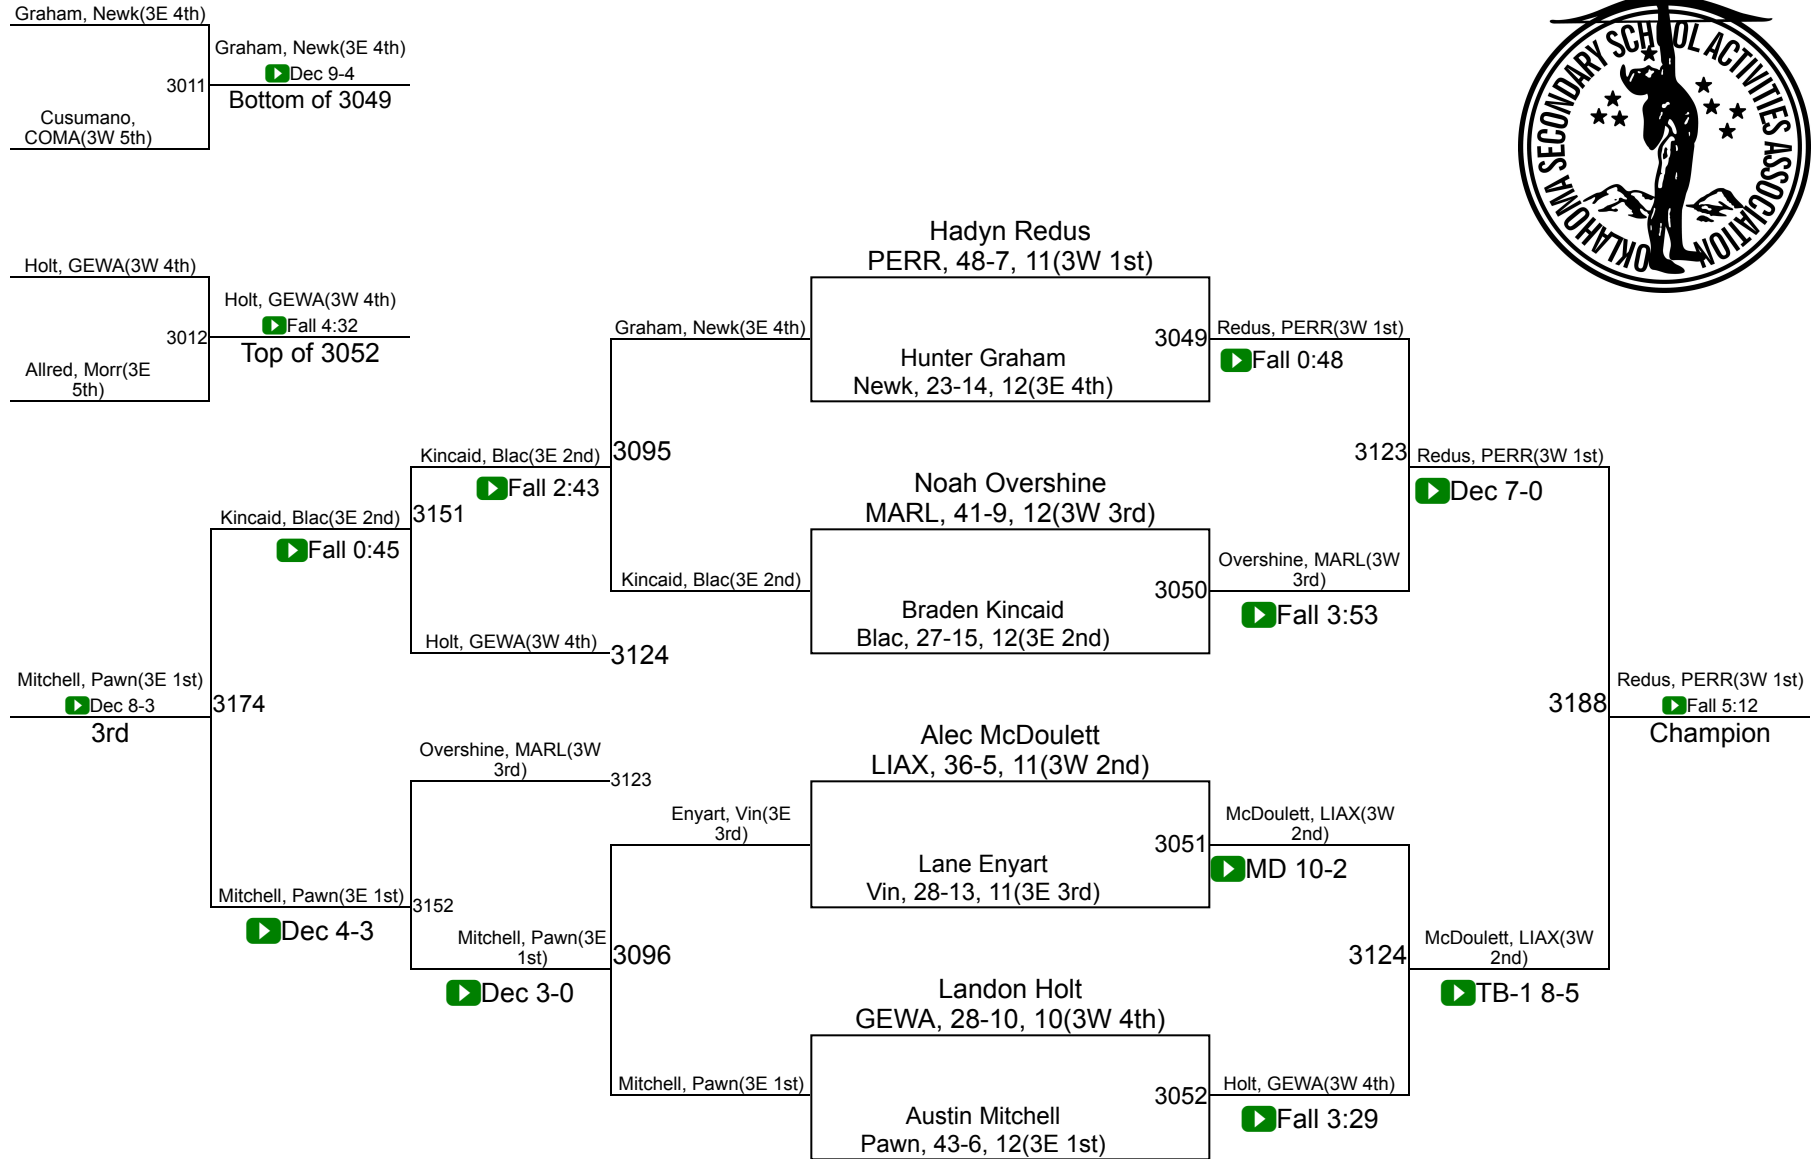 Graham, Newk(3E 4th)
Graham, Newk(3E 4th)
Dec 9-4
3011
Bottom of 3049
Cusumano,
COMA(3W 5th)
OKLAHOMA SECONDARY SCHOOL ACTIVITIES ASSOCIATION
Holt, GEWA(3W 4th)
Holt, GEWA(3W 4th)
Fall 4:32
3012
Top of 3052
Allred, Morr(3E
5th)
Hadyn Redus
PERR, 48-7, 11(3W 1st)
Graham, Newk(3E 4th)
3049
Redus, PERR(3W 1st)
Fall 0:48
Hunter Graham
Newk, 23-14, 12(3E 4th)
Kincaid, Blac(3E 2nd)
Fall 2:43
3095
3123
Redus, PERR(3W 1st)
Dec 7-0
Noah Overshine
MARL, 41-9, 12(3W 3rd)
Kincaid, Blac(3E 2nd)
Fall 0:45
3151
Kincaid, Blac(3E 2nd)
3050
Overshine, MARL(3W
3rd)
Fall 3:53
Braden Kincaid
Blac, 27-15, 12(3E 2nd)
Holt, GEWA(3W 4th)
3124
Mitchell, Pawn(3E 1st)
Dec 8-3
3rd
3174
3188
Redus, PERR(3W 1st)
Fall 5:12
Champion
Alec McDoulett
LIAX, 36-5, 11(3W 2nd)
Overshine, MARL(3W
3rd)
3123
Enyart, Vin(3E
3rd)
3051
McDoulett, LIAX(3W
2nd)
MD 10-2
Lane Enyart
Vin, 28-13, 11(3E 3rd)
Mitchell, Pawn(3E 1st)
Dec 4-3
3152
Mitchell, Pawn(3E
1st)
Dec 3-0
3096
3124
McDoulett, LIAX(3W
2nd)
TB-1 8-5
Landon Holt
GEWA, 28-10, 10(3W 4th)
Mitchell, Pawn(3E 1st)
3052
Holt, GEWA(3W 4th)
Fall 3:29
Austin Mitchell
Pawn, 43-6, 12(3E 1st)